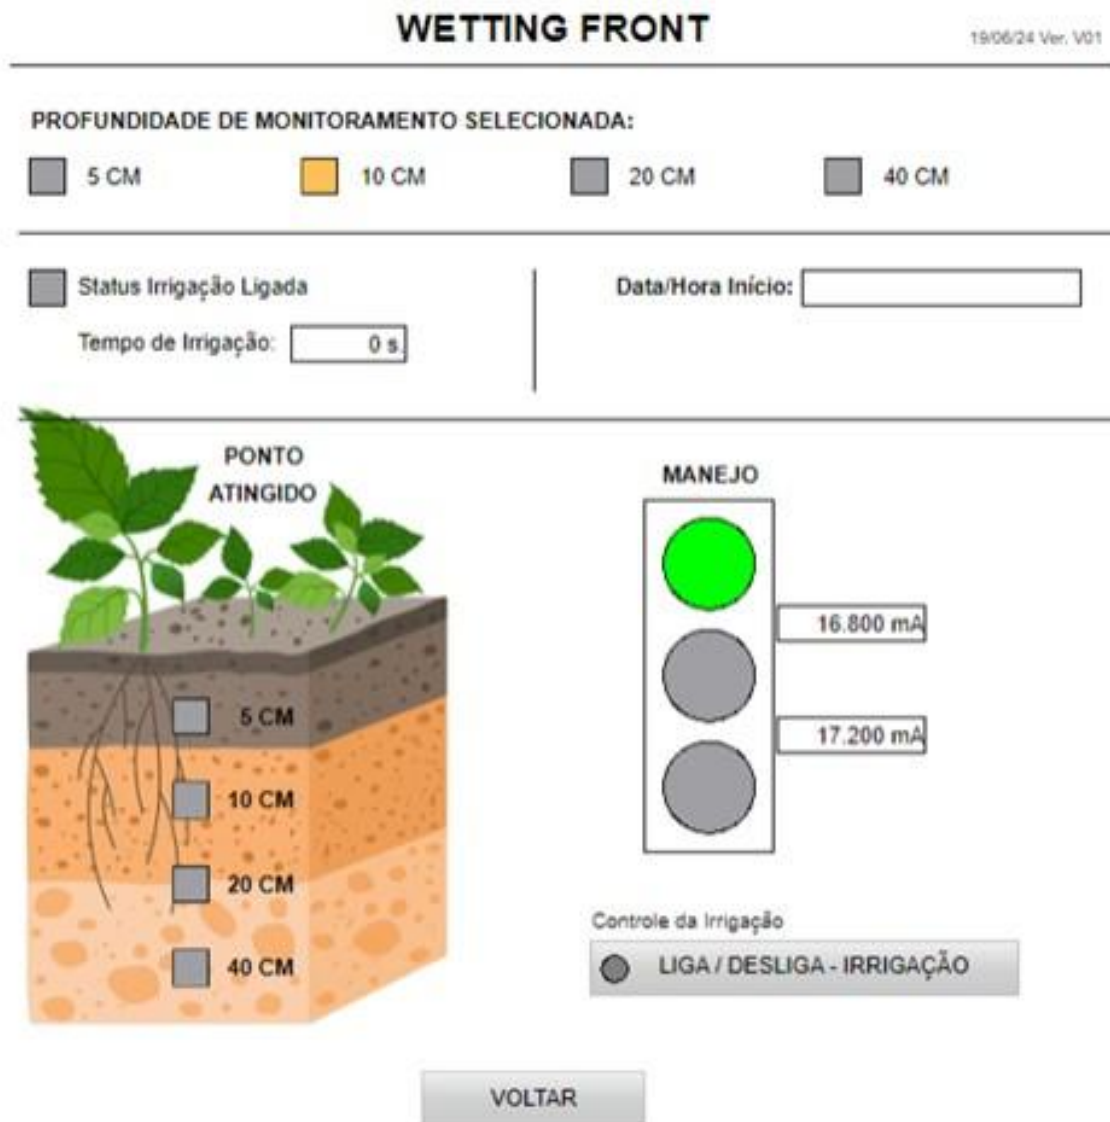 WETTING FRONT
19/06/24 Ver. V01
PROFUNDIDADE DE MONITORAMENTO SELECIONADA:
5 CM
10 CM
20 CM
40 CM
Status Irrigação Ligada
Data/Hora Início:
Tempo de Irrigação:
0 s.
PONTO
ATINGIDO
MANEJO
16.800 mA
17.200 mA
5 CM
10 CM
20 CM
40 CM
Controle da Irrigação
LIGA / DESLIGA - IRRIGAÇÃO
VOLTAR